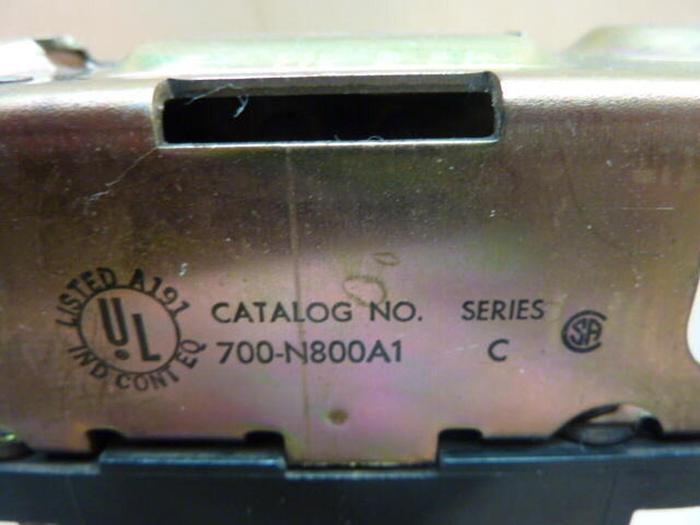 LISTED A191
UL
IND CONT EQ
CATALOG NO. SERIES
700-N800A1 C
SA